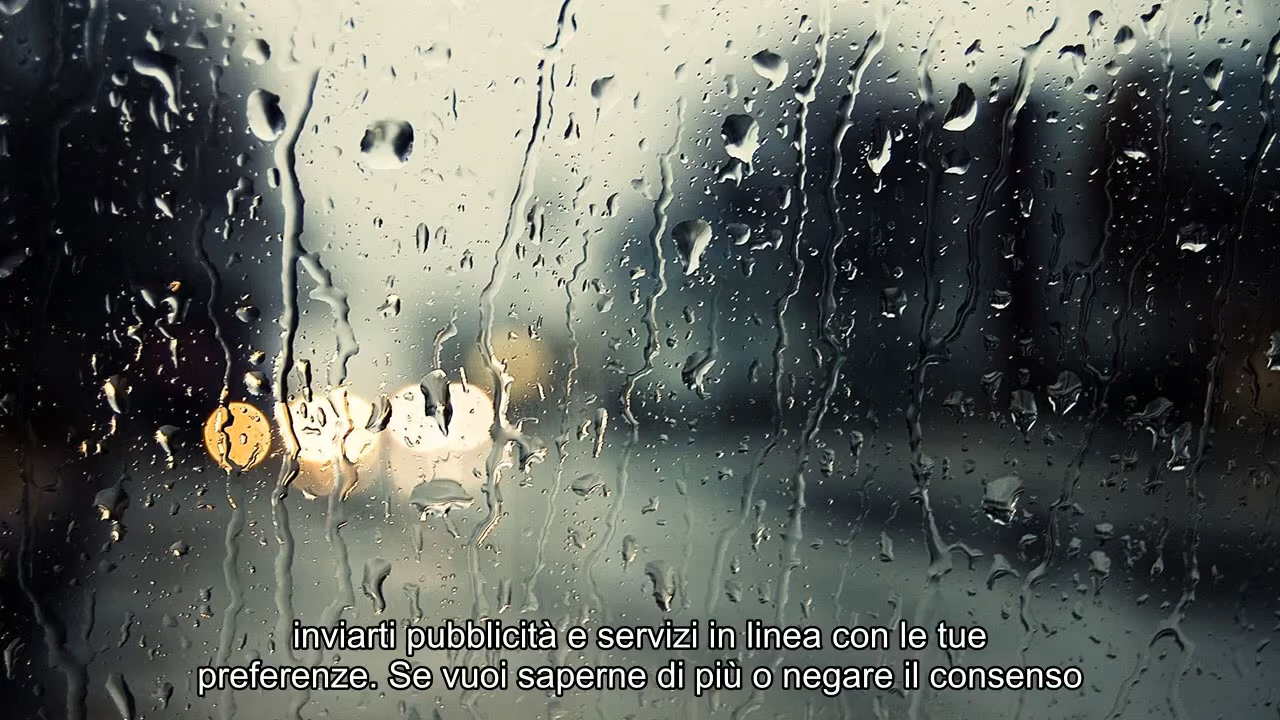 inviarti pubblicità e servizi in linea con le tue
preferenze. Se vuoi saperne di più o negare il consenso